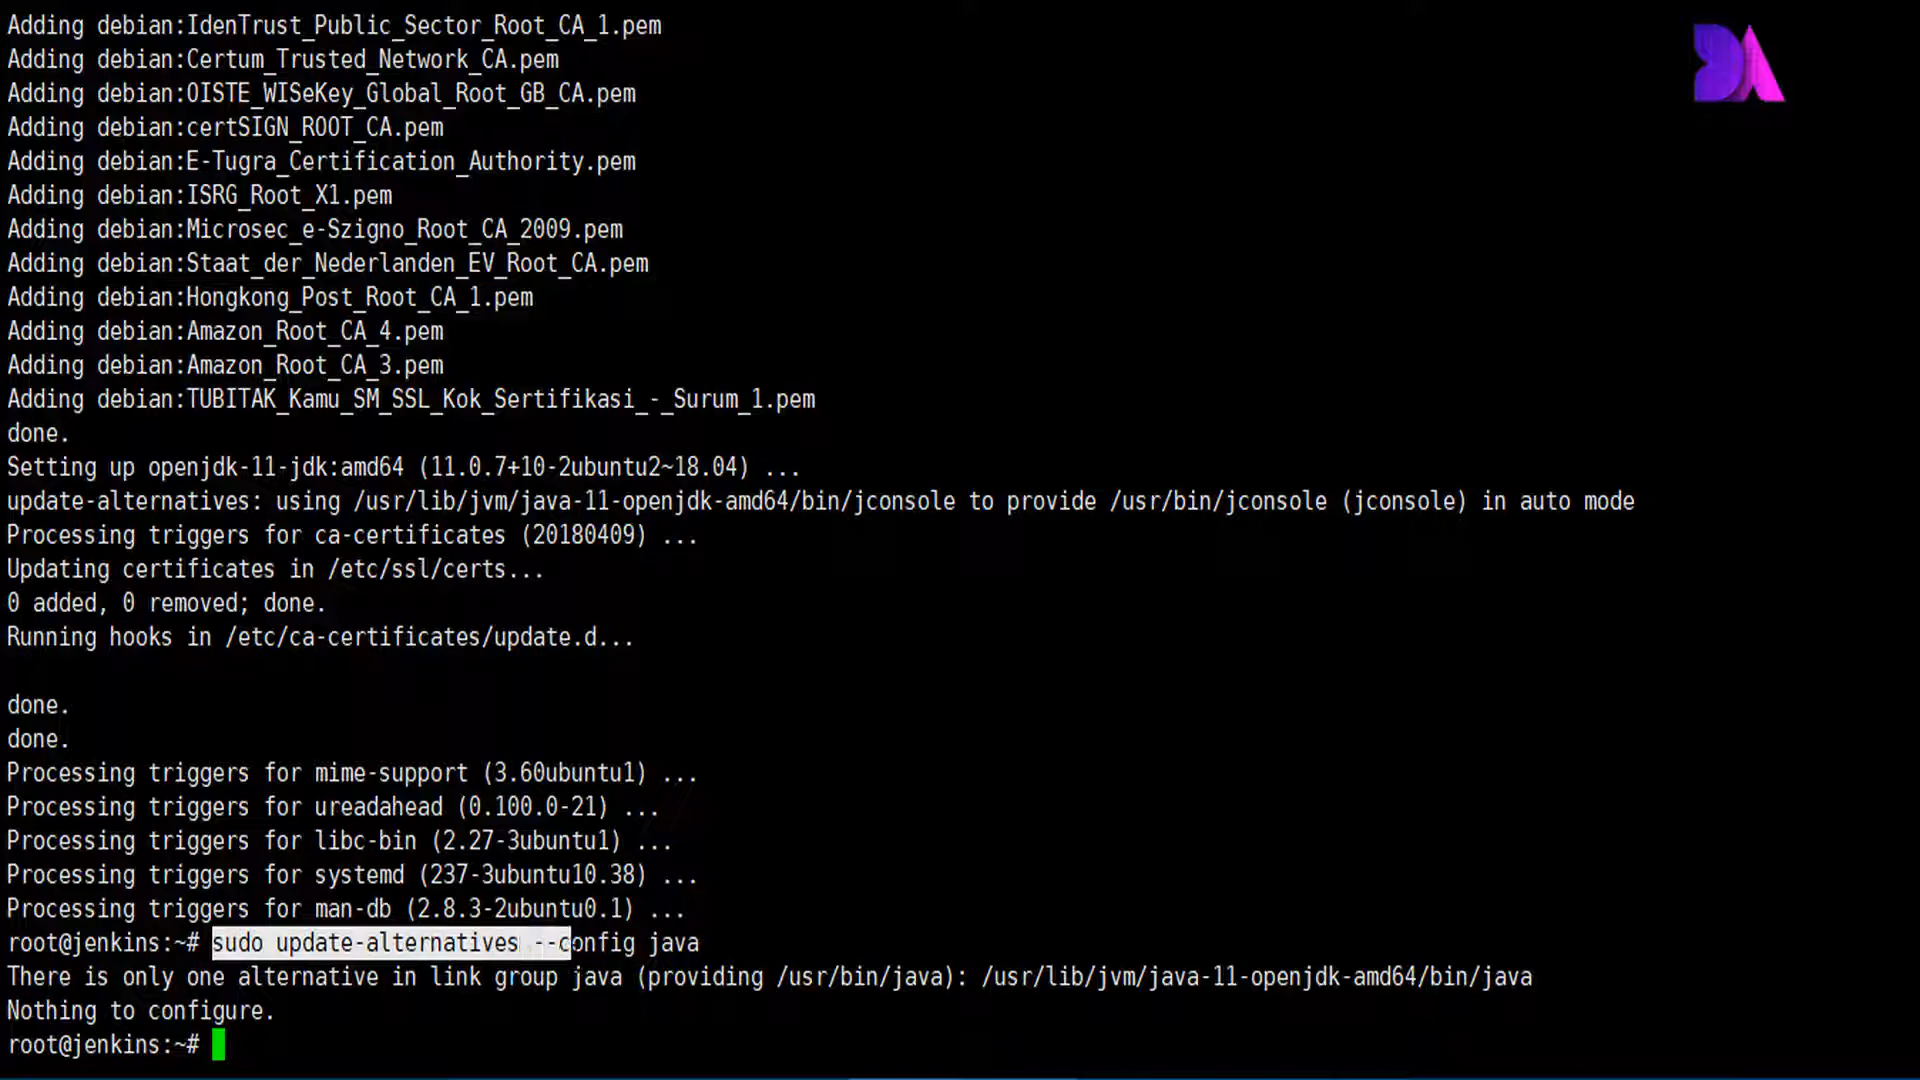 Adding debian:IdenTrust_Public_Sector_Root_CA_1.pem
Adding debian:Certum_Trusted_Network_CA.pem
Adding debian:OISTE_WISeKey_Global_Root_GB_CA.pem
Adding debian:certSIGN_ROOT_CA.pem
Adding debian:E-Tugra_Certification_Authority.pem
Adding debian:ISRG_Root_X1.pem
Adding debian:Microsec_e-Szigno_Root_CA_2009.pem
Adding debian:Staat_der_Nederlanden_EV_Root_CA.pem
Adding debian:Hongkong_Post_Root_CA_1.pem
Adding debian:Amazon_Root_CA_4.pem
Adding debian:Amazon_Root_CA_3.pem
Adding debian:TUBITAK_Kamu_SM_SSL_Kok_Sertifikasi_-_Surum_1.pem
done.
Setting up openjdk-11-jdk:amd64 (11.0.7+10-2ubuntu2~18.04) ...
update-alternatives: using /usr/lib/jvm/java-11-openjdk-amd64/bin/jconsole to provide /usr/bin/jconsole (jconsole) in auto mode
Processing triggers for ca-certificates (20180409) ...
Updating certificates in /etc/ssl/certs...
0 added, 0 removed; done.
Running hooks in /etc/ca-certificates/update.d...
done.
done.
Processing triggers for mime-support (3.60ubuntu1) ...
Processing triggers for ureadahead (0.100.0-21) ...
Processing triggers for libc-bin (2.27-3ubuntu1) ...
Processing triggers for systemd (237-3ubuntu10.38) ...
Processing triggers for man-db (2.8.3-2ubuntu0.1) ...
root@jenkins:~# sudo update-alternatives --config java
There is only one alternative in link group java (providing /usr/bin/java): /usr/lib/jvm/java-11-openjdk-amd64/bin/java
Nothing to configure.
root@jenkins:~#